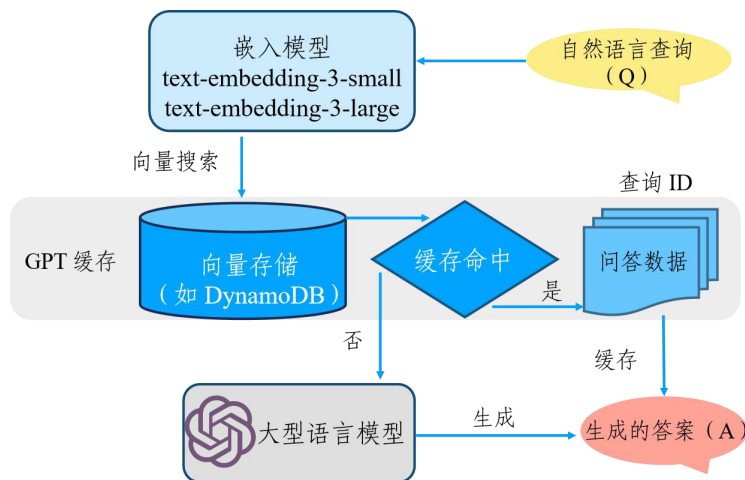 嵌入模型
text-embedding-3-small
text-embedding-3-large
自然语言查询
（Q）
向量搜索
查询 ID
GPT 缓存
向量存储
（如 DynamoDB）
缓存命中
问答数据
是
否
缓存
大型语言模型
生成
生成的答案（A）